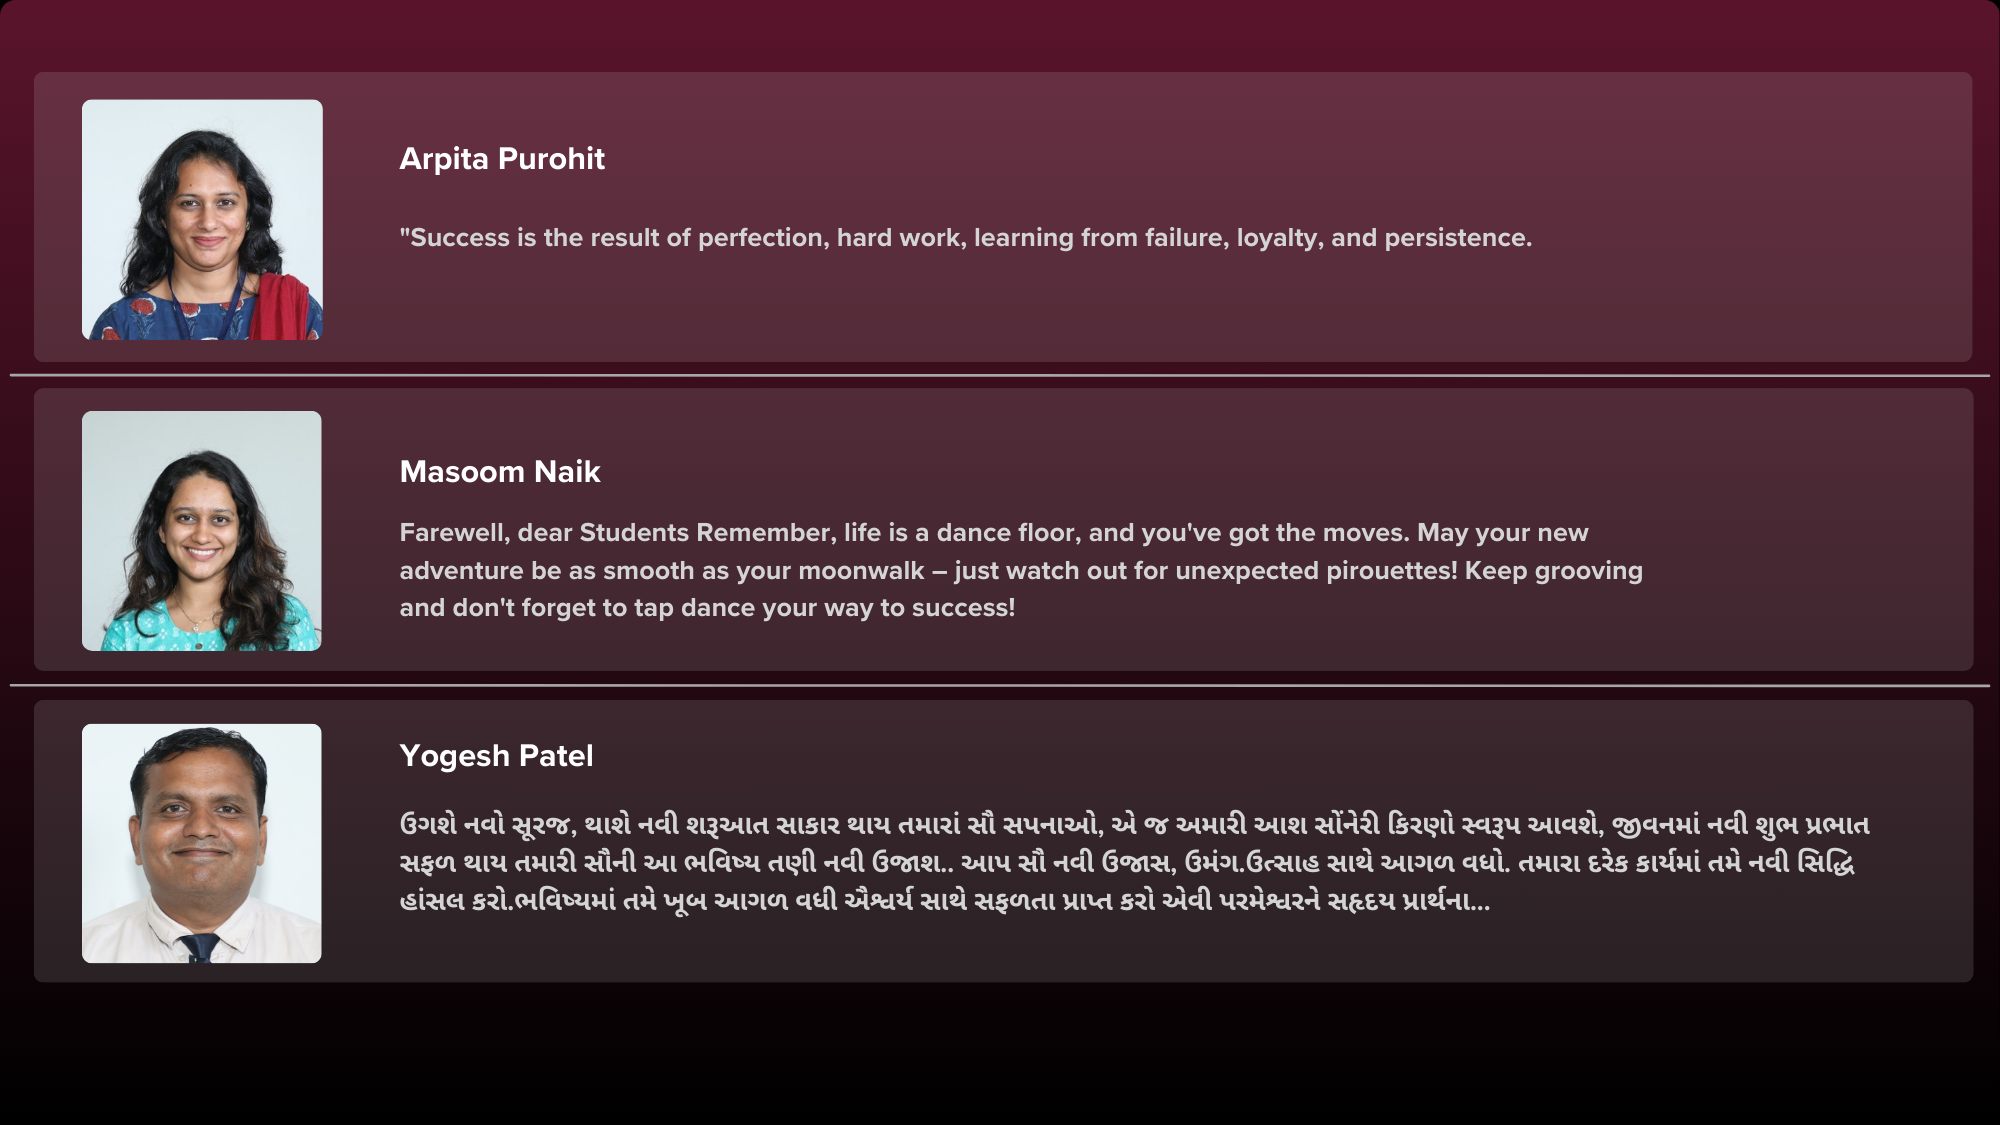 Arpita Purohit
"Success is the result of perfection, hard work, learning from failure, loyalty, and persistence.
Masoom Naik
Farewell, dear Students Remember, life is a dance floor, and you've got the moves. May your new
adventure be as smooth as your moonwalk – just watch out for unexpected pirouettes! Keep grooving
and don't forget to tap dance your way to success!
Yogesh Patel
ઉગશે નવો સૂરજ, થાશે નવી શરૂઆત સાકાર થાય તમારાં સૌ સપનાઓ, એ જ અમારી આશ સોંનેરી કિરણો સ્વરૂપ આવશે, જીવનમાં નવી શુભ પ્રભાત
સફળ થાય તમારી સૌની આ ભવિષ્ય તણી નવી ઉજાશ.. આપ સૌ નવી ઉજાસ, ઉમંગ.ઉત્સાહ સાથે આગળ વધો. તમારા દરેક કાર્યમાં તમે નવી સિદ્ધિ
હાંસલ કરો.ભવિષ્યમાં તમે ખૂબ આગળ વધી ઐશ્વર્ય સાથે સફળતા પ્રાપ્ત કરો એવી પરમેશ્વરને સહૃદય પ્રાર્થના...